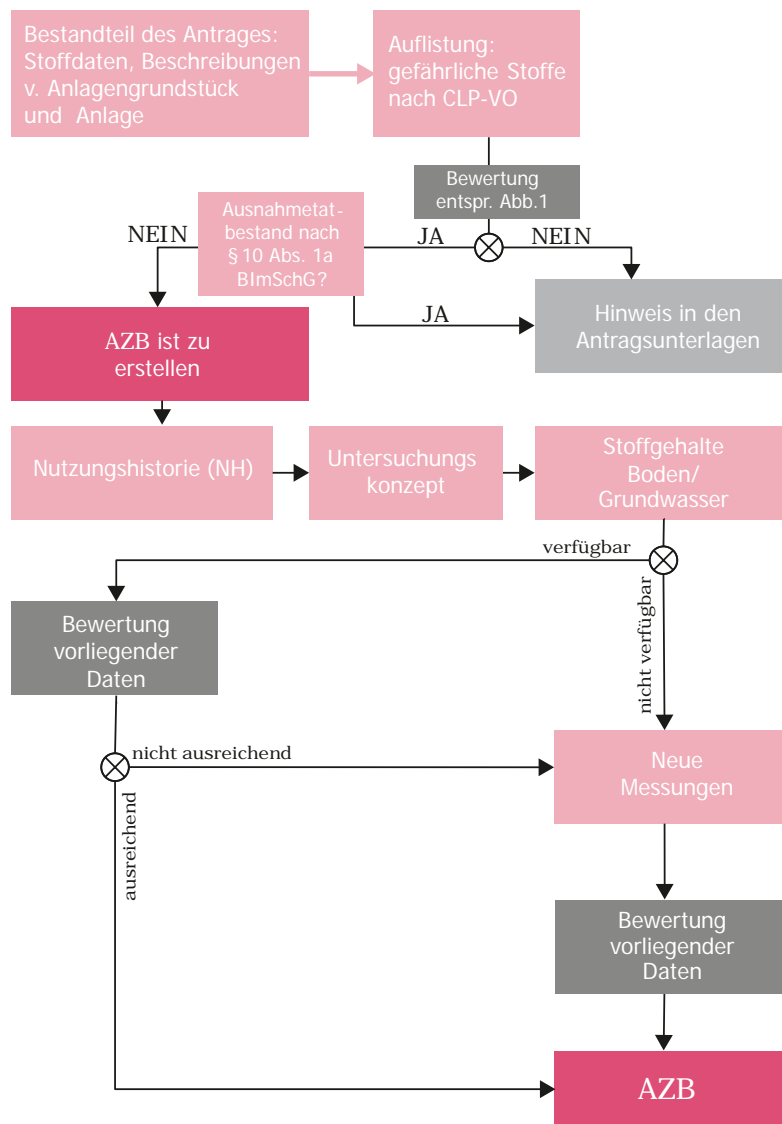 Bestandteil des Antrages:
Stoffdaten, Beschreibungen
v. Anlagengrundstück
und Anlage
Auflistung:
gefährliche Stoffe
nach CLP-VO
Bewertung
entspr. Abb.1
Ausnahmetat-
bestand nach
§ 10 Abs. 1a
BImSchG?
NEIN
JA
NEIN
JA
Hinweis in den
Antragsunterlagen
AZB ist zu
erstellen
Nutzungshistorie (NH)
Untersuchungs
konzept
Stoffgehalte
Boden/
Grundwasser
verfügbar
nicht verfügbar
Bewertung
vorliegender
Daten
nicht ausreichend
ausreichend
Neue
Messungen
Bewertung
vorliegender
Daten
AZB